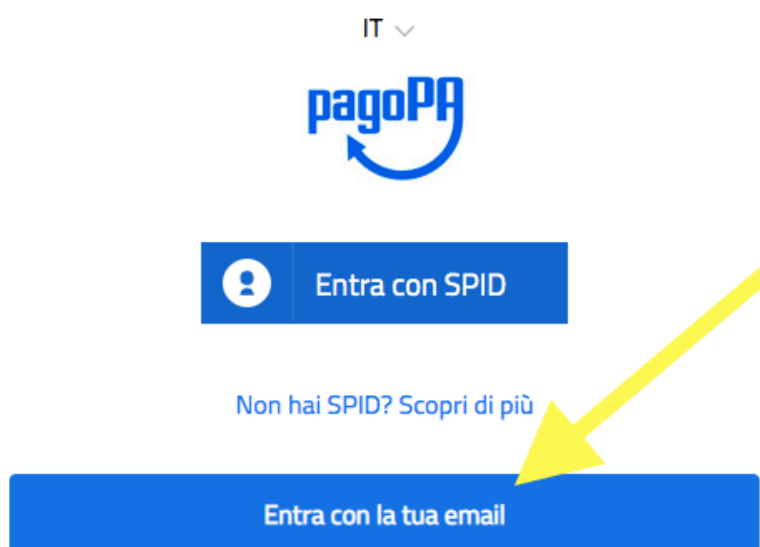 IT
pagoPA
Entra con SPID
Non hai SPID? Scopri di più
Entra con la tua email